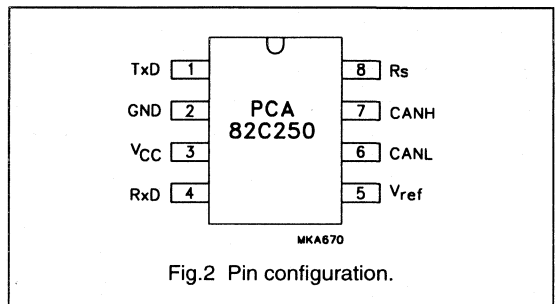 TxD 1 8 Rs
GND 2 PCA 7 CANH
82C250
VCC 3 6 CANL
RxD 4 5 Vref
MKA670
Fig.2 Pin configuration.